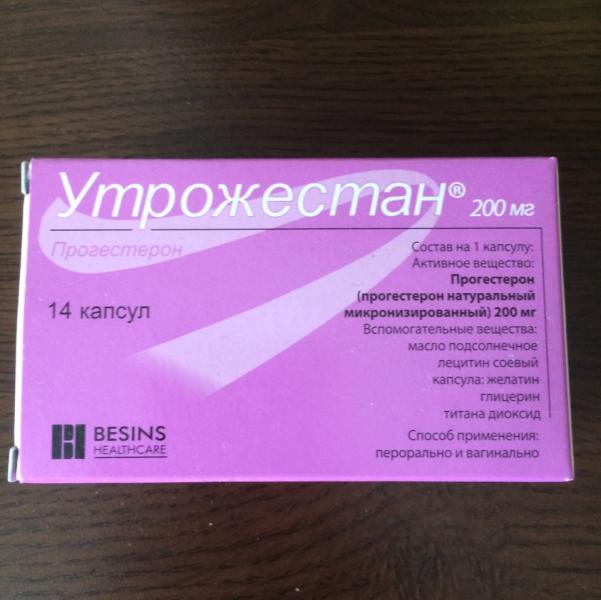 Утрожестан® 200 мг
Прогестерон
14 капсул
Состав на 1 капсулу:
Активное вещество:
Прогестерон
(прогестерон натуральный
микронизированный) 200 мг
Вспомогательные вещества:
масло подсолнечное
лецитин соевый
капсула: желатин
глицерин
титана диоксид
Способ применения:
перорально и вагинально
BESINS
HEALTHCARE